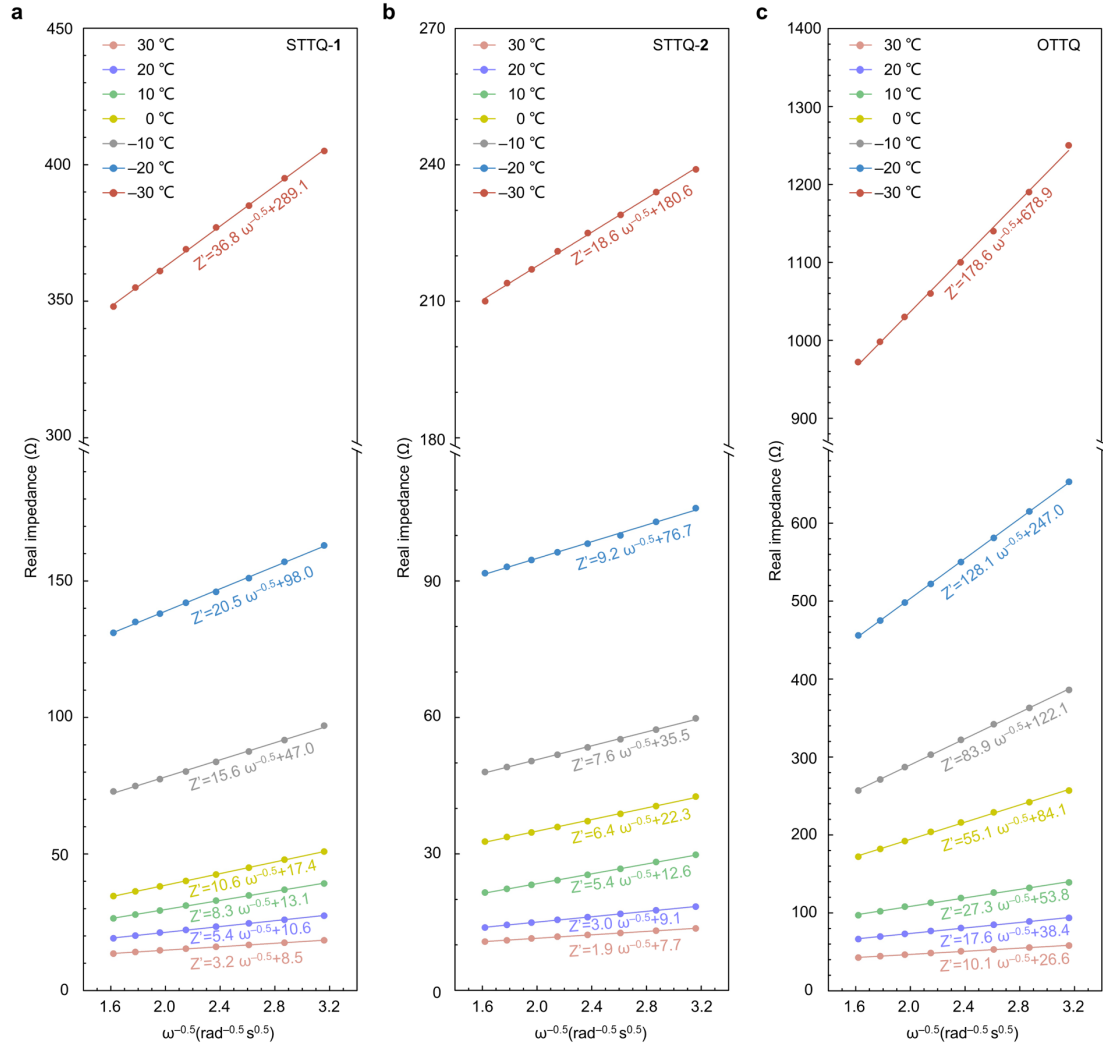 a
STTQ-1
30 ℃
20 ℃
10 ℃
0 ℃
–10 ℃
–20 ℃
–30 ℃
Real impedance (Ω)
450
400
350
300
150
100
50
0
Z’=36.8 ω–0.5+289.1
Z’=20.5 ω–0.5+98.0
Z’=15.6 ω–0.5+47.0
Z’=10.6 ω–0.5+17.4
Z’=8.3 ω–0.5+13.1
Z’=5.4 ω–0.5+10.6
Z’=3.2 ω–0.5+8.5
1.6 2.0 2.4 2.8 3.2
ω–0.5(rad–0.5 s0.5)
b
STTQ-2
30 ℃
20 ℃
10 ℃
0 ℃
–10 ℃
–20 ℃
–30 ℃
Real impedance (Ω)
270
240
210
180
90
60
30
0
Z’=18.6 ω–0.5+180.6
Z’=9.2 ω–0.5+76.7
Z’=7.6 ω–0.5+35.5
Z’=6.4 ω–0.5+22.3
Z’=5.4 ω–0.5+12.6
Z’=3.0 ω–0.5+9.1
Z’=1.9 ω–0.5+7.7
1.6 2.0 2.4 2.8 3.2
ω–0.5(rad–0.5 s0.5)
c
OTTQ
30 ℃
20 ℃
10 ℃
0 ℃
–10 ℃
–20 ℃
–30 ℃
Real impedance (Ω)
1400
1300
1200
1100
1000
900
600
500
400
300
200
100
0
Z’=178.6 ω–0.5+678.9
Z’=128.1 ω–0.5+247.0
Z’=83.9 ω–0.5+122.1
Z’=55.1 ω–0.5+84.1
Z’=27.3 ω–0.5+53.8
Z’=17.6 ω–0.5+38.4
Z’=10.1 ω–0.5+26.6
1.6 2.0 2.4 2.8 3.2
ω–0.5(rad–0.5 s0.5)